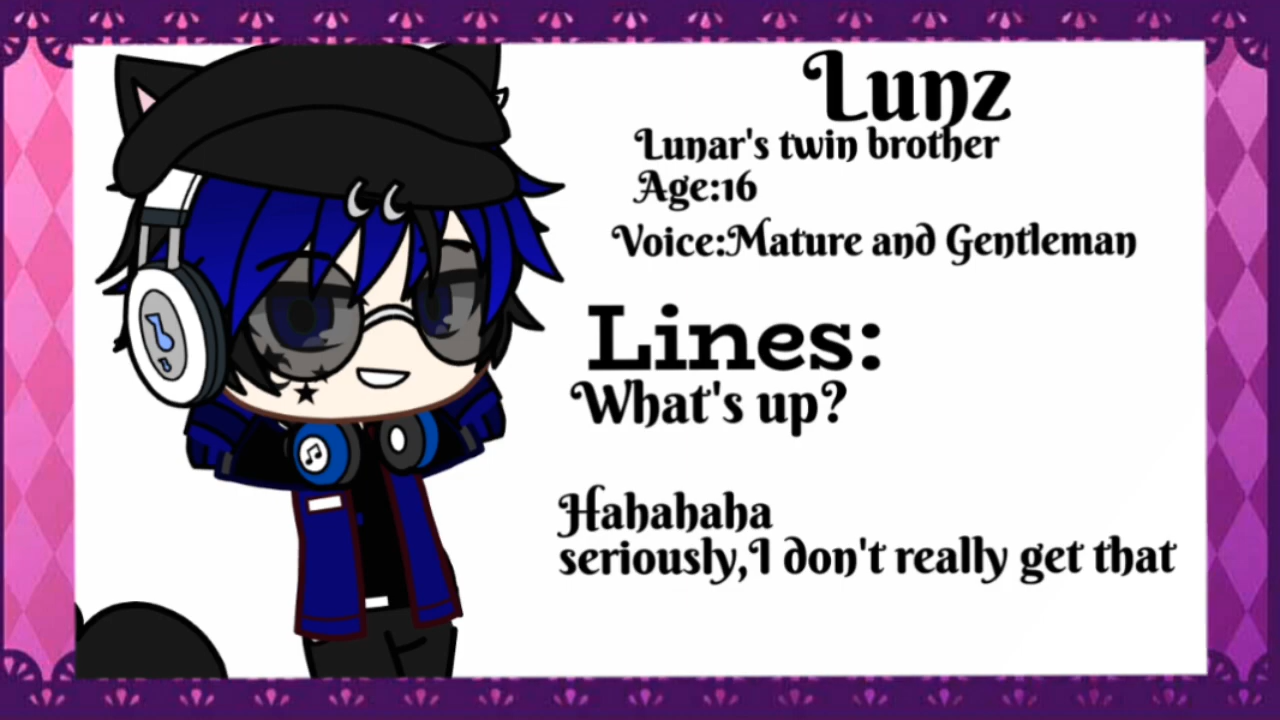 Lunz
Lunar's twin brother
Age:16
Voice:Mature and Gentleman
Lines:
What's up?
Hahahaha
seriously,I don't really get that